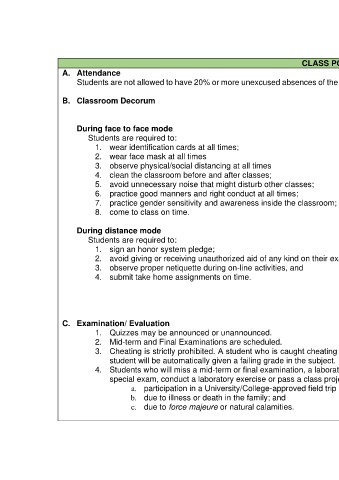 CLASS PO
A. Attendance
Students are not allowed to have 20% or more unexcused absences of the
B. Classroom Decorum
During face to face mode
Students are required to:
1. wear identification cards at all times;
2. wear face mask at all times
3. observe physical/social distancing at all times
4. clean the classroom before and after classes;
5. avoid unnecessary noise that might disturb other classes;
6. practice good manners and right conduct at all times;
7. practice gender sensitivity and awareness inside the classroom;
8. come to class on time.
During distance mode
Students are required to:
1. sign an honor system pledge;
2. avoid giving or receiving unauthorized aid of any kind on their ex
3. observe proper netiquette during on-line activities, and
4. submit take home assignments on time.
C. Examination/ Evaluation
1. Quizzes may be announced or unannounced.
2. Mid-term and Final Examinations are scheduled.
3. Cheating is strictly prohibited. A student who is caught cheating
student will be automatically given a failing grade in the subject.
4. Students who will miss a mid-term or final examination, a laborat
special exam, conduct a laboratory exercise or pass a class proj
a. participation in a University/College-approved field trip
b. due to illness or death in the family; and
c. due to force majeure or natural calamities.